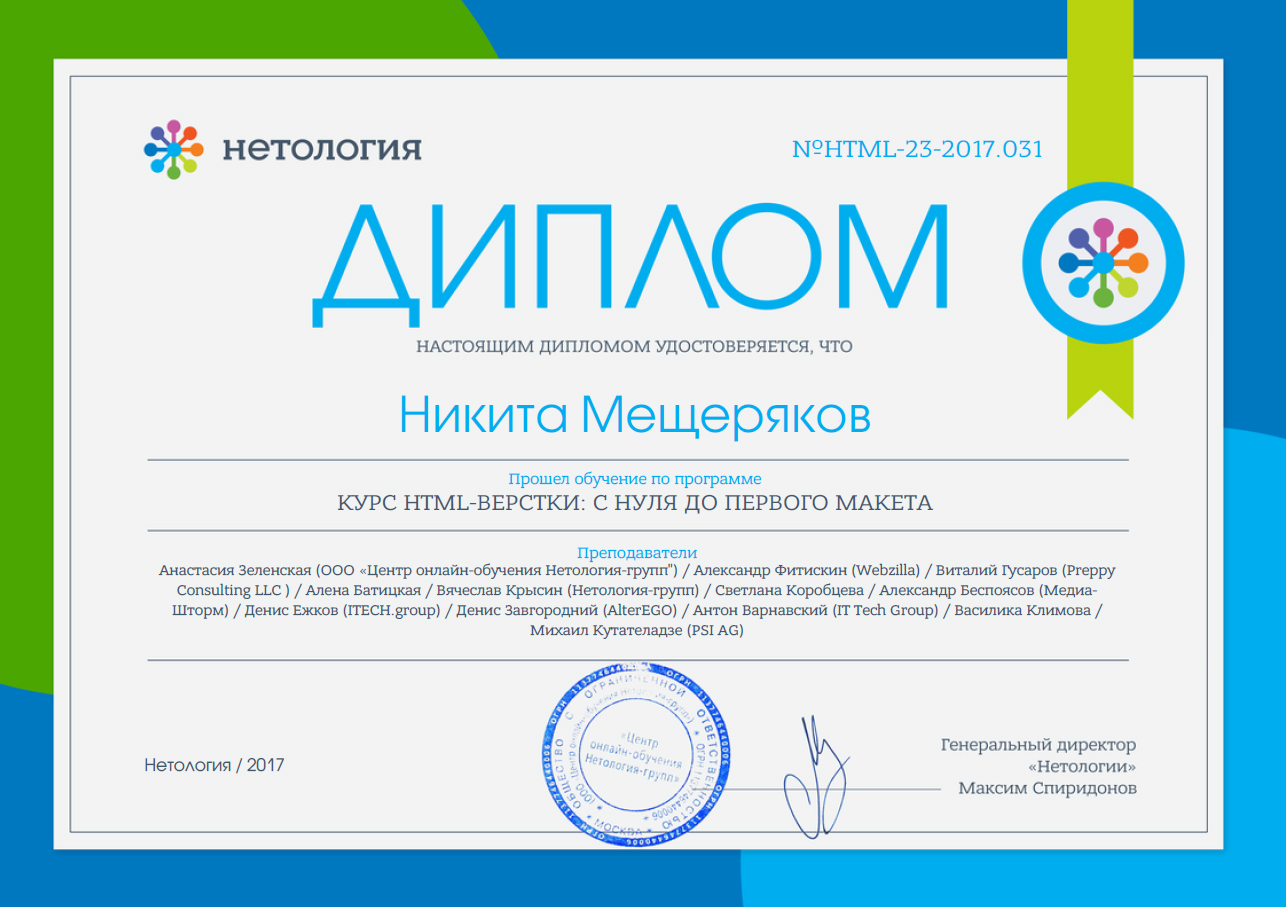 нетология
№HTML-23-2017.031
ДИПЛОМ
НАСТОЯЩИМ ДИПЛОМОМ УДОСТОВЕРЯЕТСЯ, ЧТО
Никита Мещеряков
Прошел обучение по программе
КУРС HTML-ВЕРСТКИ: С НУЛЯ ДО ПЕРВОГО МАКЕТА
Преподаватели
Анастасия Зеленская (ООО «Центр онлайн-обучения Нетология-групп") / Александр Фитискин (Webzilla) / Виталий Гусаров (Preppy
Consulting LLC ) / Алена Батицкая / Вячеслав Крысин (Нетология-групп) / Светлана Коробцева / Александр Беспоясов (Медиа-
Шторм) / Денис Ежков (ITECH.group) / Денис Завгородний (AlterEGO) / Антон Варнавский (IT Tech Group) / Василика Климова /
Михаил Кутателадзе (PSI AG)
ОБЩЕСТВО С ОГРАНИЧЕННОЙ ОТВЕТСТВЕННОСТЬЮ
* МОСКВА *
«Центр
онлайн-обучения
Нетология-групп»
Нетология / 2017
Генеральный директор
«Нетологии»
Максим Спиридонов